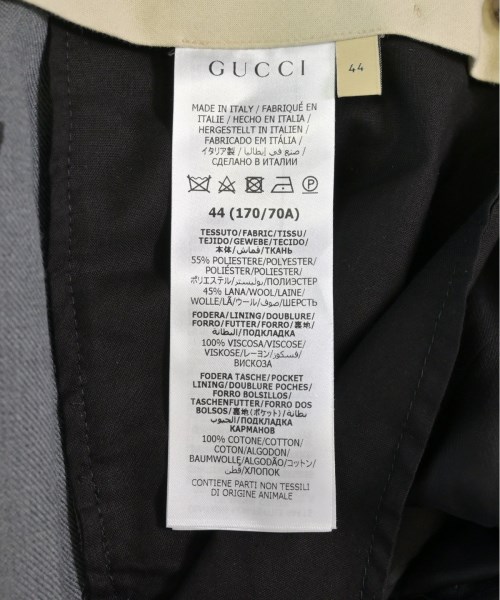 GUCCI
44
MADE IN ITALY / FABRIQUÉ EN
ITALIE / HECHO EN ITALIA /
HERGESTELLT IN ITALIEN /
FABRICADO EM ITÁLIA /
イタリア製 / صنع في إيطاليا /
СДЕЛАНО В ИТАЛИИ
44 (170/70A)
TESSUTO/FABRIC/TISSU/
TEJIDO/GEWEBE/TECIDO/
本体/قماش/ТКАНЬ
55% POLIESTERE/POLYESTER/
POLIÉSTER/POLIESTER/
ポリエステル/بوليستر/ПОЛИЭСТЕР
45% LANA/WOOL/LAINE/
WOLLE/LÃ/ウール/صوف/ШЕРСТЬ
FODERA/LINING/DOUBLURE/
FORRO/FUTTER/FORRO/裏地/
البطانة/ПОДКЛАДКА
100% VISCOSA/VISCOSE/
VISKOSE/レーヨン/فسكوز/
ВИСКОЗА
FODERA TASCHE/POCKET
LINING/DOUBLURE POCHES/
FORRO BOLSILLOS/
TASCHENFUTTER/FORRO DOS
BOLSOS/裏地(ポケット)/بطانة
الجيوب/ПОДКЛАДКА
КАРМАНОВ
100% COTONE/COTTON/
COTON/ALGODON/
BAUMWOLLE/ALGODÃO/コットン/
قطن/ХЛОПОК
CONTIENE PARTI NON TESSILI
DI ORIGINE ANIMALE